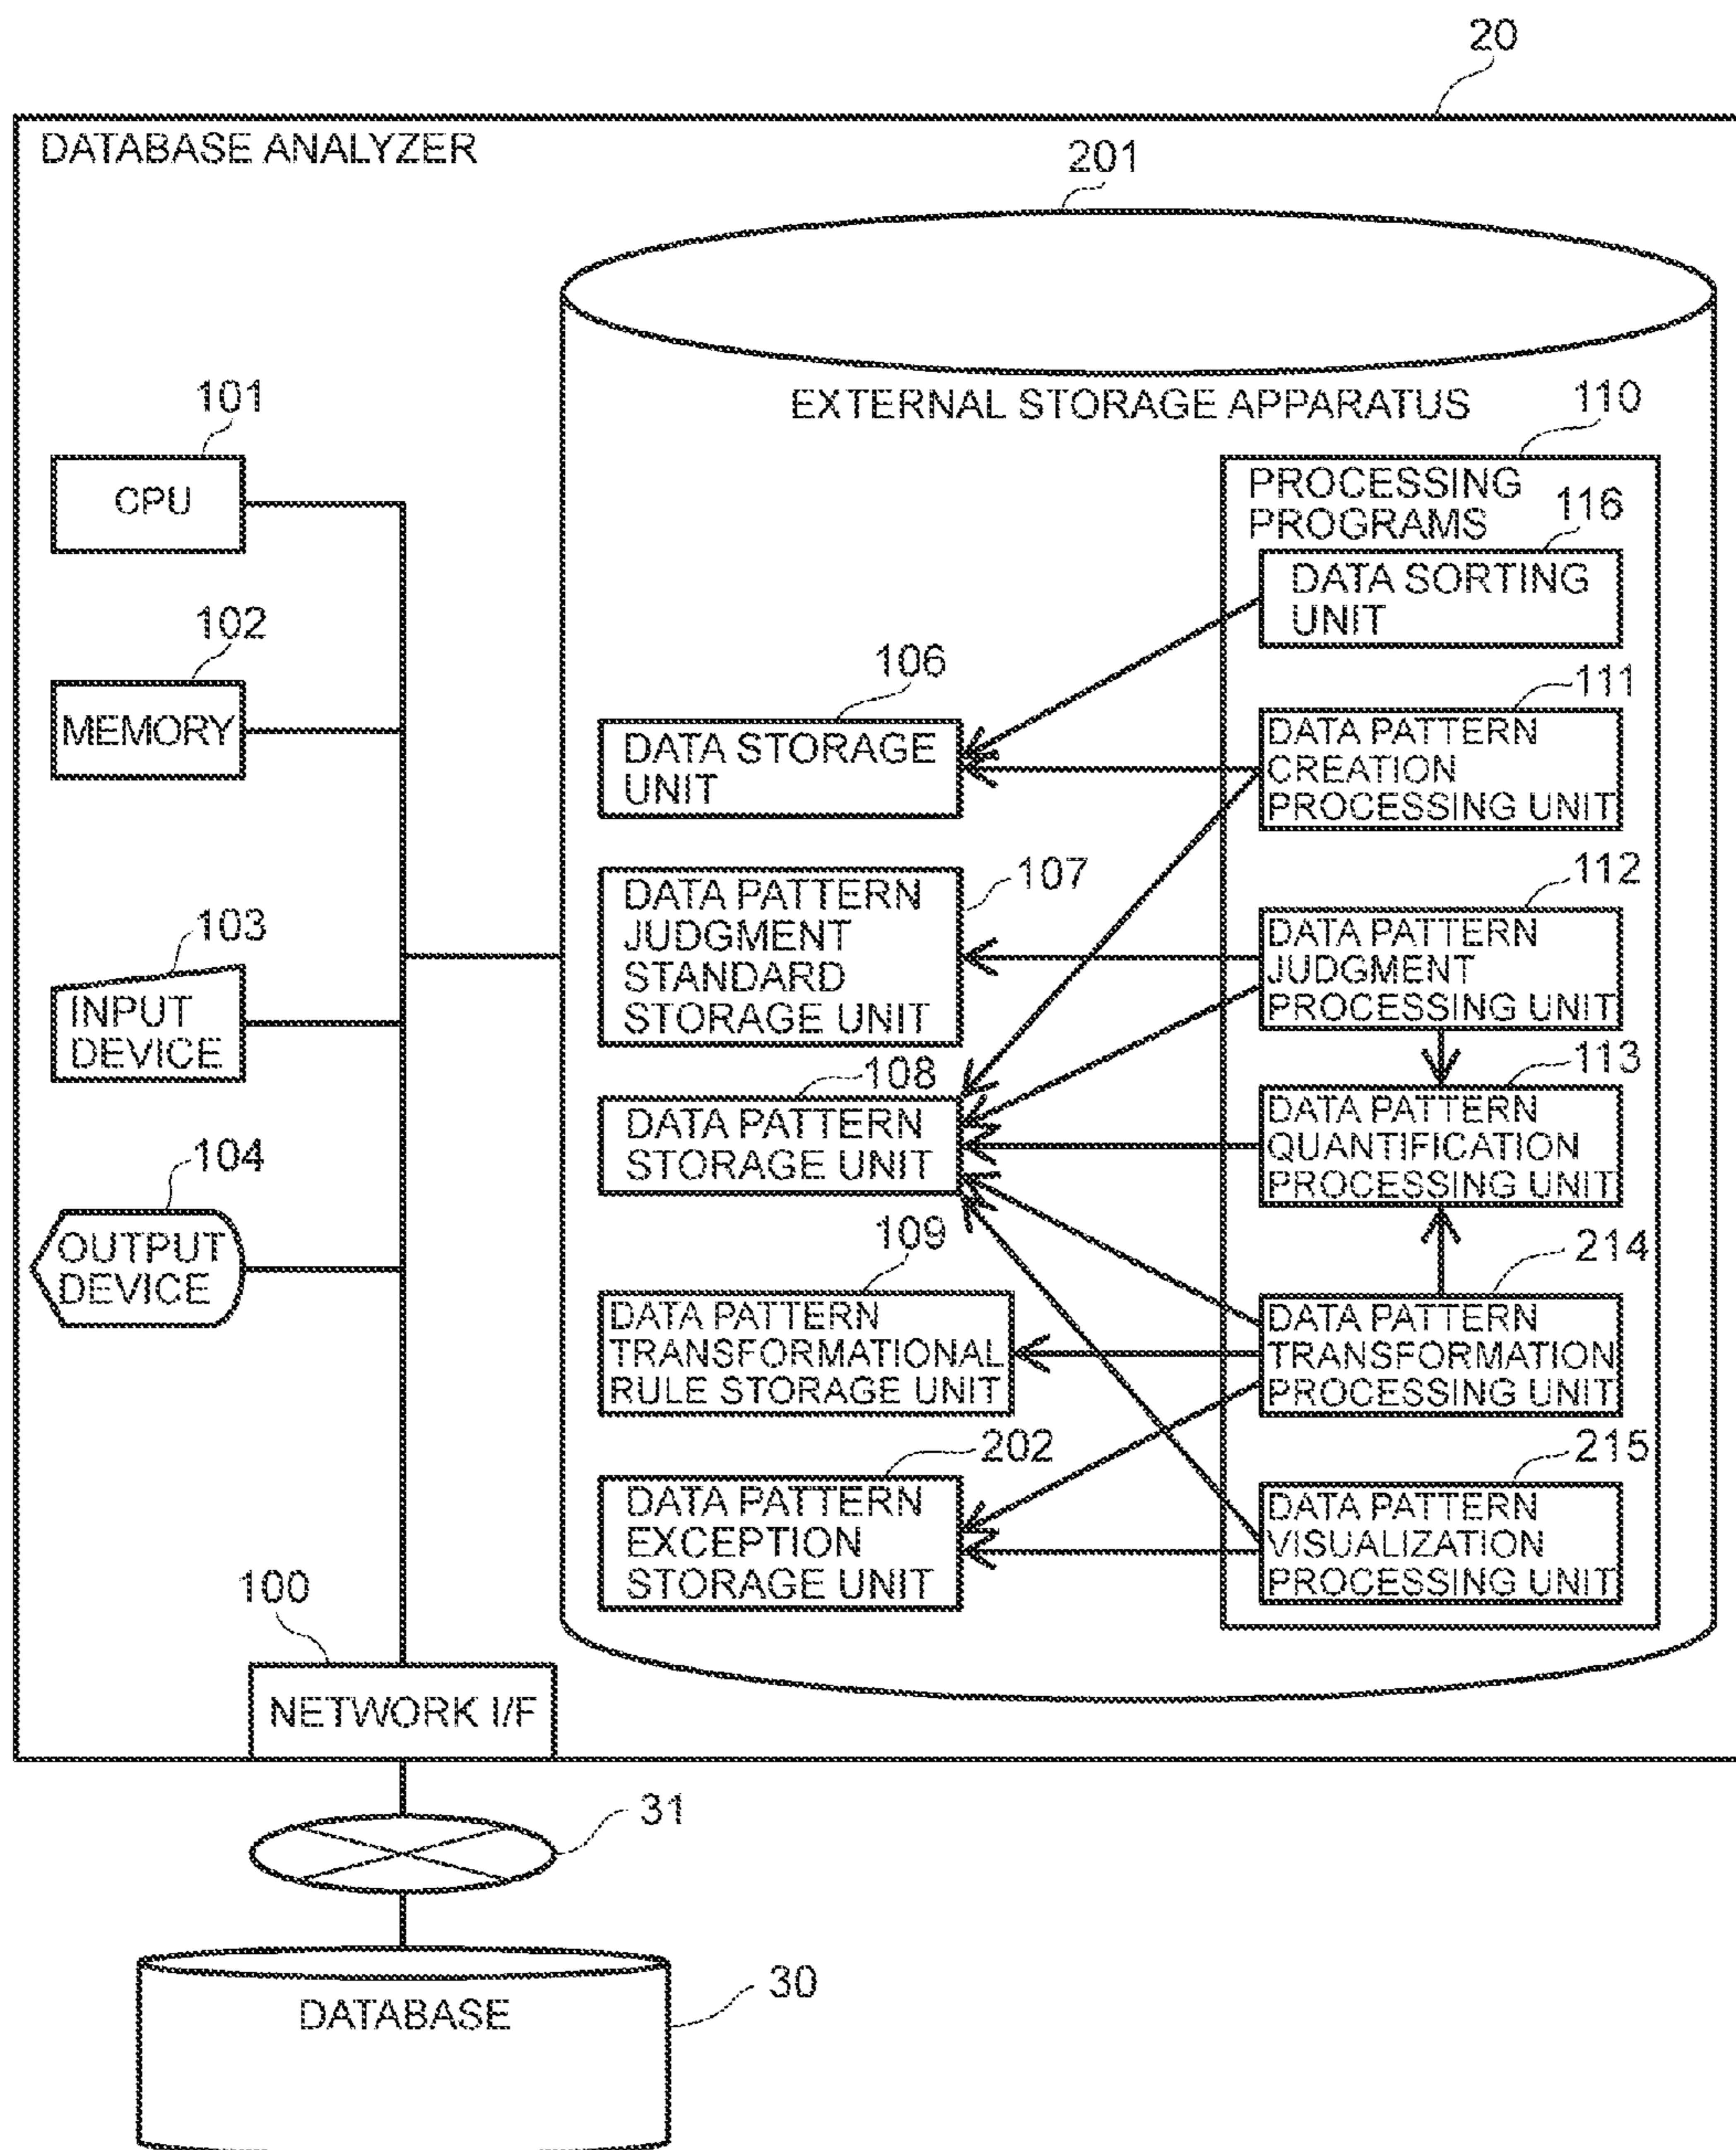 20
DATABASE ANALYZER
201
EXTERNAL STORAGE APPARATUS
101
CPU
102
MEMORY
103
INPUT
DEVICE
104
OUTPUT
DEVICE
106
DATA STORAGE
UNIT
107
DATA PATTERN
JUDGMENT
STANDARD
STORAGE UNIT
108
DATA PATTERN
STORAGE UNIT
109
DATA PATTERN
TRANSFORMATIONAL
RULE STORAGE UNIT
202
DATA PATTERN
EXCEPTION
STORAGE UNIT
110
PROCESSING
PROGRAMS
116
DATA SORTING
UNIT
111
DATA PATTERN
CREATION
PROCESSING UNIT
112
DATA PATTERN
JUDGMENT
PROCESSING UNIT
113
DATA PATTERN
QUANTIFICATION
PROCESSING UNIT
214
DATA PATTERN
TRANSFORMATION
PROCESSING UNIT
215
DATA PATTERN
VISUALIZATION
PROCESSING UNIT
100
NETWORK I/F
31
30
DATABASE